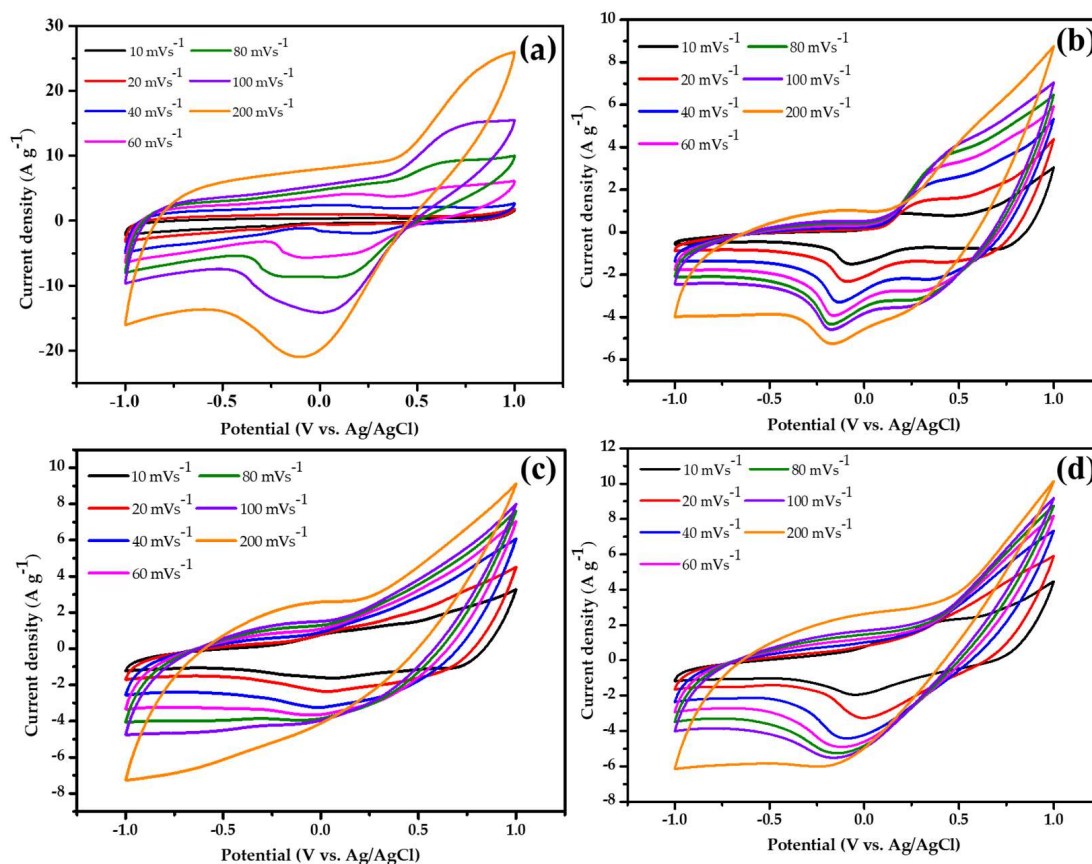 (a)
10 mVs-1 80 mVs-1
20 mVs-1 100 mVs-1
40 mVs-1 200 mVs-1
60 mVs-1
30
20
10
0
-10
-20
Current density (A g-1)
-1.0 -0.5 0.0 0.5 1.0
Potential (V vs. Ag/AgCl)
(b)
10 mVs-1 80 mVs-1
20 mVs-1 100 mVs-1
40 mVs-1 200 mVs-1
60 mVs-1
10
8
6
4
2
0
-2
-4
-6
Current density (A g-1)
-1.0 -0.5 0.0 0.5 1.0
Potential (V vs. Ag/AgCl)
(c)
10 mVs-1 80 mVs-1
20 mVs-1 100 mVs-1
40 mVs-1 200 mVs-1
60 mVs-1
10
8
6
4
2
0
-2
-4
-6
-8
Current density (A g-1)
-1.0 -0.5 0.0 0.5 1.0
Potential (V vs. Ag/AgCl)
(d)
10 mVs-1 80 mVs-1
20 mVs-1 100 mVs-1
40 mVs-1 200 mVs-1
60 mVs-1
12
10
8
6
4
2
0
-2
-4
-6
-8
Current density (A g-1)
-1.0 -0.5 0.0 0.5 1.0
Potential (V vs. Ag/AgCl)